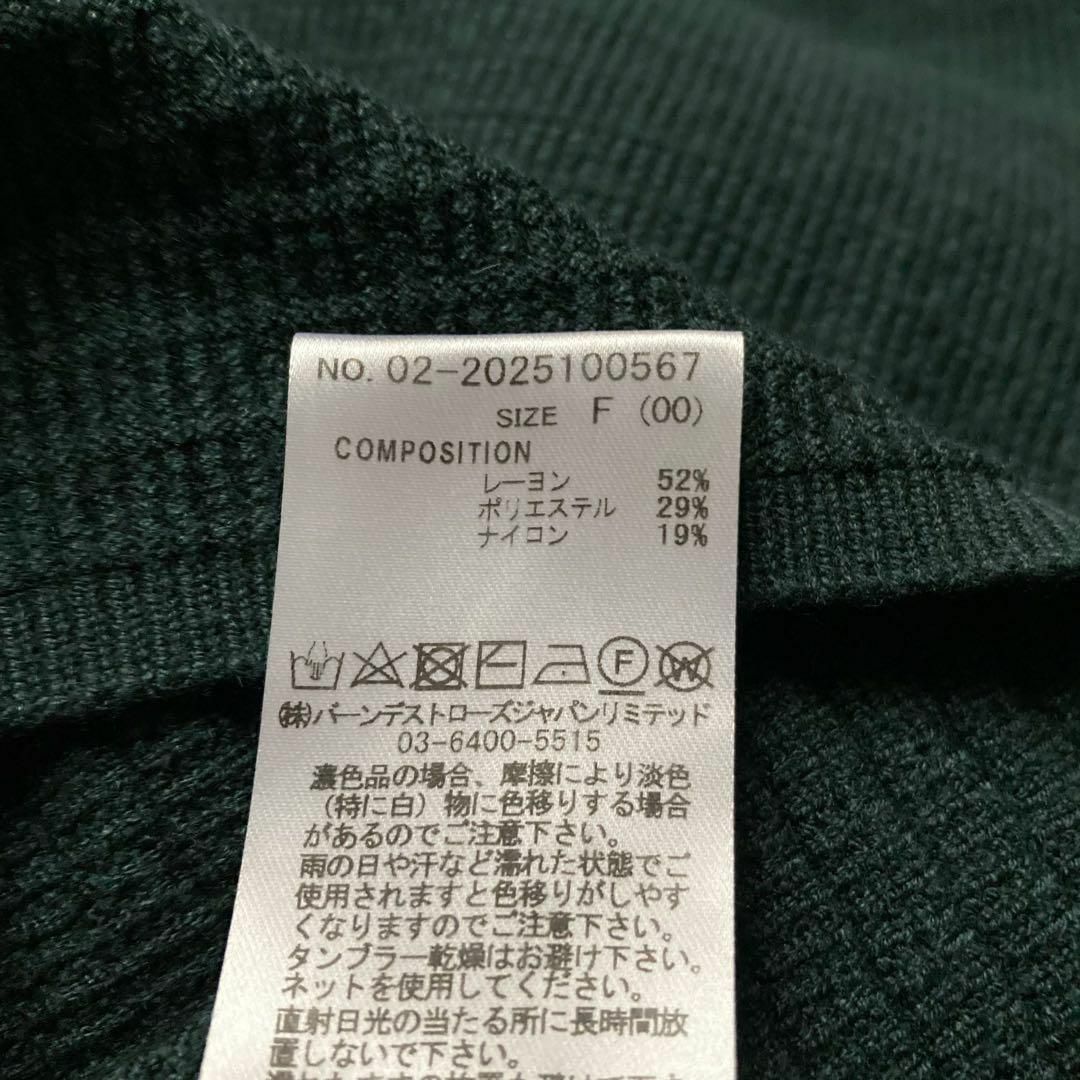 NO. 02-2025100567
SIZE F (00)
COMPOSITION
レーヨン 52%
ポリエステル 29%
ナイロン 19%
F W
㈱バーンデストローズジャパンリミテッド
03-6400-5515
濃色品の場合、摩擦により淡色
(特に白)物に色移りする場合
があるのでご注意下さい。
雨の日や汗など濡れた状態でご
使用されますと色移りがしやす
くなりますのでご注意下さい。
タンブラー乾燥はお避け下さい。
ネットを使用してください。
直射日光の当たる所に長時間放
置しないで下さい。